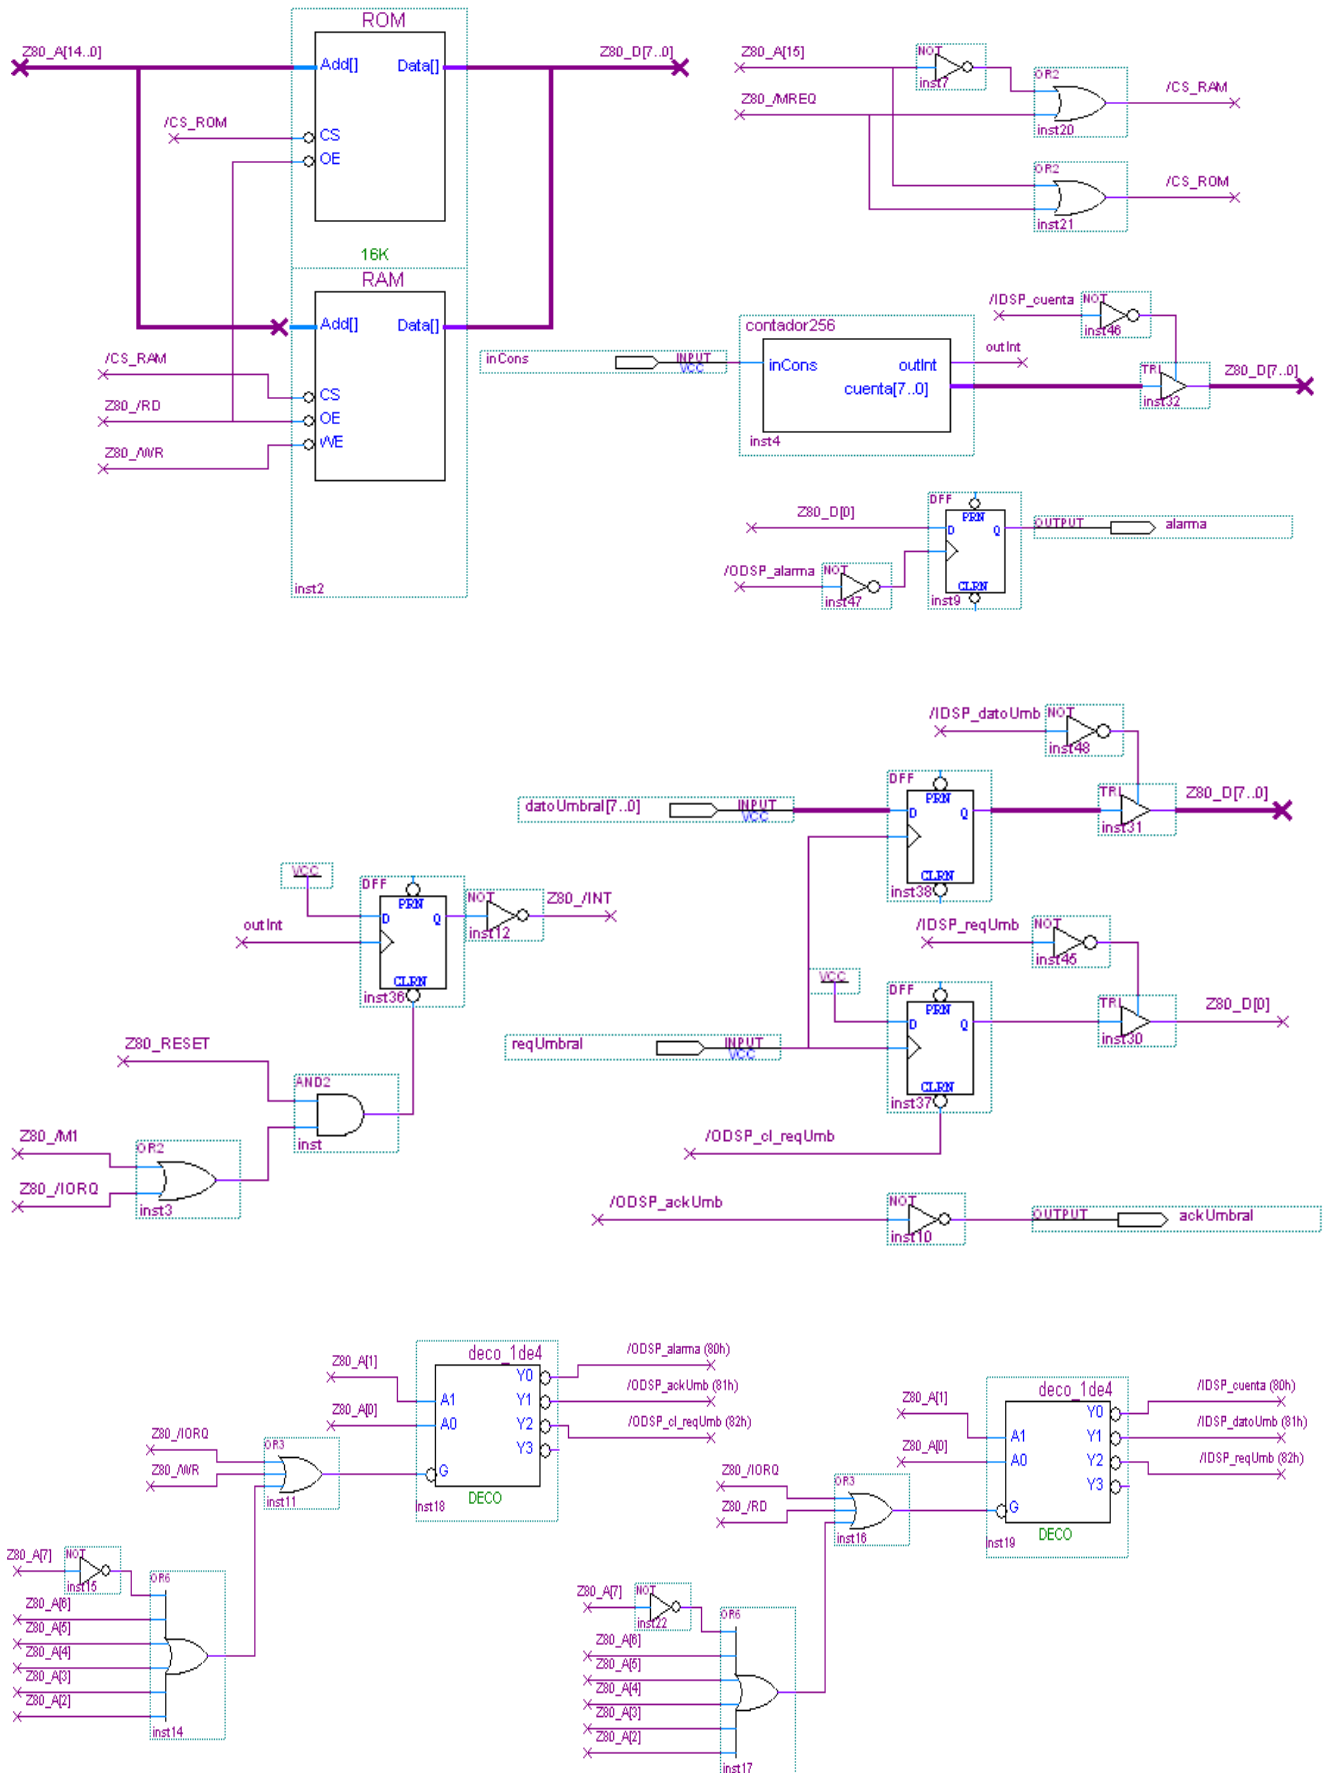 ROM
Z80_A[14..0]
Add[]
Data[]
Z80_D[7..0]
/CS_ROM
CS
OE
16K
RAM
Add[]
Data[]
/CS_RAM
CS
Z80_/RD
OE
Z80_/WR
WE
inst2
Z80_A[15]
NOT
inst7
OR2
/CS_RAM
Z80_/MREQ
inst20
OR2
/CS_ROM
inst21
/IDSP_cuenta
NOT
inst46
contador256
inCons
INPUT
VCC
inCons
outInt
outInt
cuenta[7..0]
TRI
Z80_D[7..0]
inst32
inst4
Z80_D[0]
DFF
PRN
D
Q
OUTPUT
alarma
/ODSP_alarma
NOT
inst47
CLRN
inst9
/IDSP_datoUmb
NOT
inst48
datoUmbral[7..0]
INPUT
VCC
DFF
PRN
D
Q
TRI
Z80_D[7..0]
inst31
CLRN
inst38
VCC
DFF
PRN
D
Q
NOT
Z80_/INT
inst12
outInt
CLRN
inst36
/IDSP_reqUmb
NOT
inst45
VCC
DFF
PRN
D
Q
TRI
Z80_D[0]
inst30
reqUmbral
INPUT
VCC
CLRN
inst37
/ODSP_cl_reqUmb
Z80_RESET
AND2
inst
Z80_/M1
OR2
Z80_/IORQ
inst3
/ODSP_ackUmb
NOT
inst10
OUTPUT
ackUmbral
deco_1de4
/ODSP_alarma (80h)
Z80_A[1]
Y0
A1
Y1
/ODSP_ackUmb (81h)
Z80_A[0]
A0
Y2
/ODSP_cl_reqUmb (82h)
Y3
Z80_/IORQ
OR3
Z80_/WR
inst11
G
inst18
DECO
Z80_A[7]
NOT
inst15
OR6
Z80_A[6]
Z80_A[5]
Z80_A[4]
Z80_A[3]
Z80_A[2]
inst14
deco_1de4
/IDSP_cuenta (80h)
Z80_A[1]
Y0
A1
Y1
/IDSP_datoUmb (81h)
Z80_A[0]
A0
Y2
/IDSP_reqUmb (82h)
Y3
Z80_/IORQ
OR3
Z80_/RD
inst16
G
inst19
DECO
Z80_A[7]
NOT
inst22
OR6
Z80_A[6]
Z80_A[5]
Z80_A[4]
Z80_A[3]
Z80_A[2]
inst17